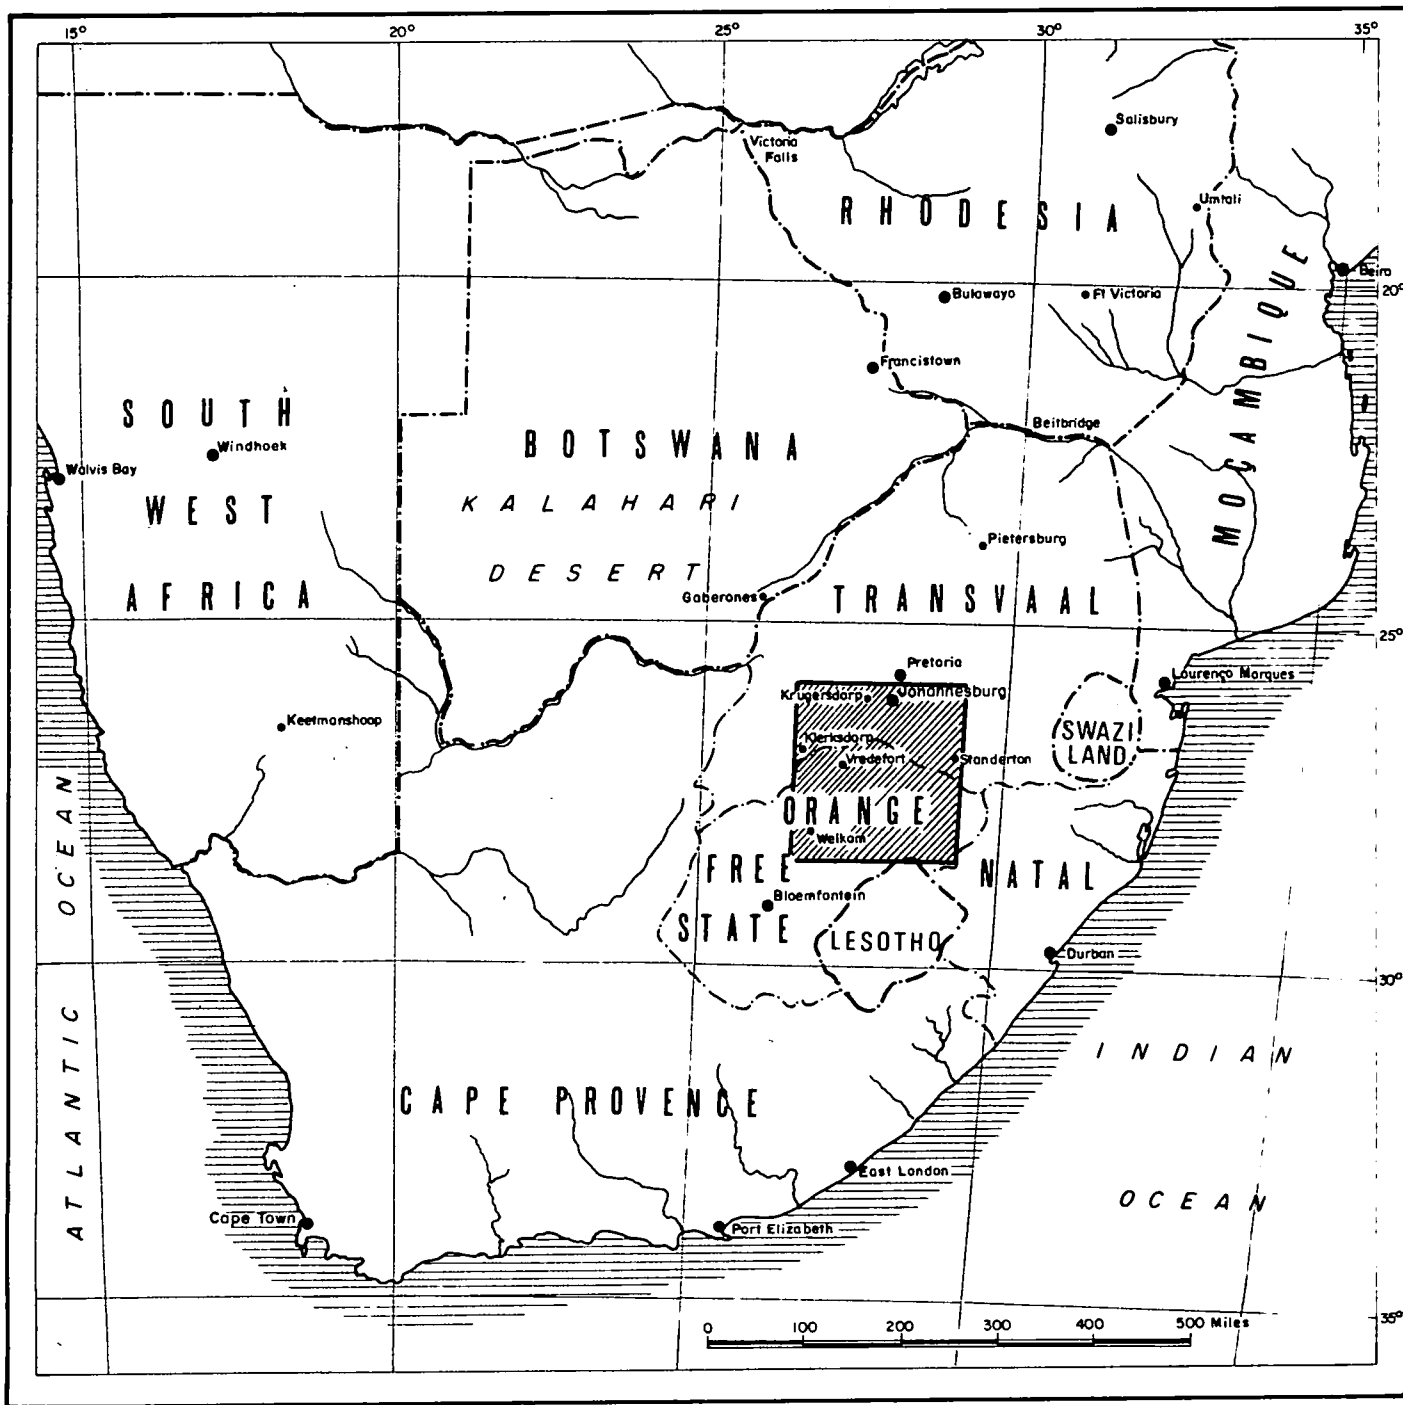 15° 20° 25° 30° 35°
Salisbury
Victoria
Falls
RHODESIA
Umtali
Beira
20°
Bulawayo
Ft Victoria
MOÇAMBIQUE
Francistown
SOUTH
Windhoek
Beitbridge
BOTSWANA
Walvis Bay
KALAHARI
WEST
Pietersburg
DESERT
AFRICA
Gaberones
TRANSVAAL
25°
Pretoria
Lourenço Marques
Krugersdorp
Johannesburg
Keetmanshoop
SWAZI
LAND
Klerksdorp
Vredefort
Standerton
ORANGE
Welkom
FREE
NATAL
Bloemfontein
STATE
LESOTHO
Durban
30°
ATLANTIC OCEAN
INDIAN
CAPE PROVENCE
East London
OCEAN
Cape Town
Port Elizabeth
35°
0 100 200 300 400 500 Miles